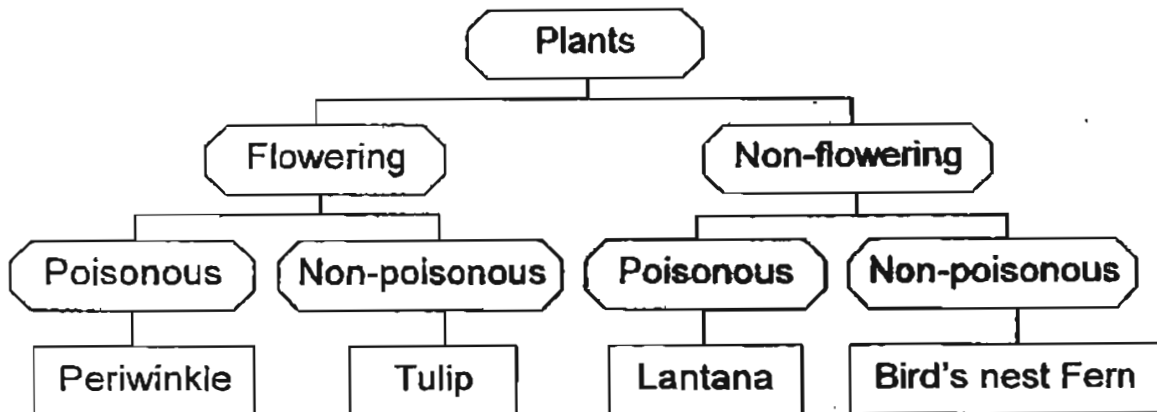 Plants
Flowering
Non-flowering
Poisonous
Non-poisonous
Poisonous
Non-poisonous
Periwinkle
Tulip
Lantana
Bird's nest Fern